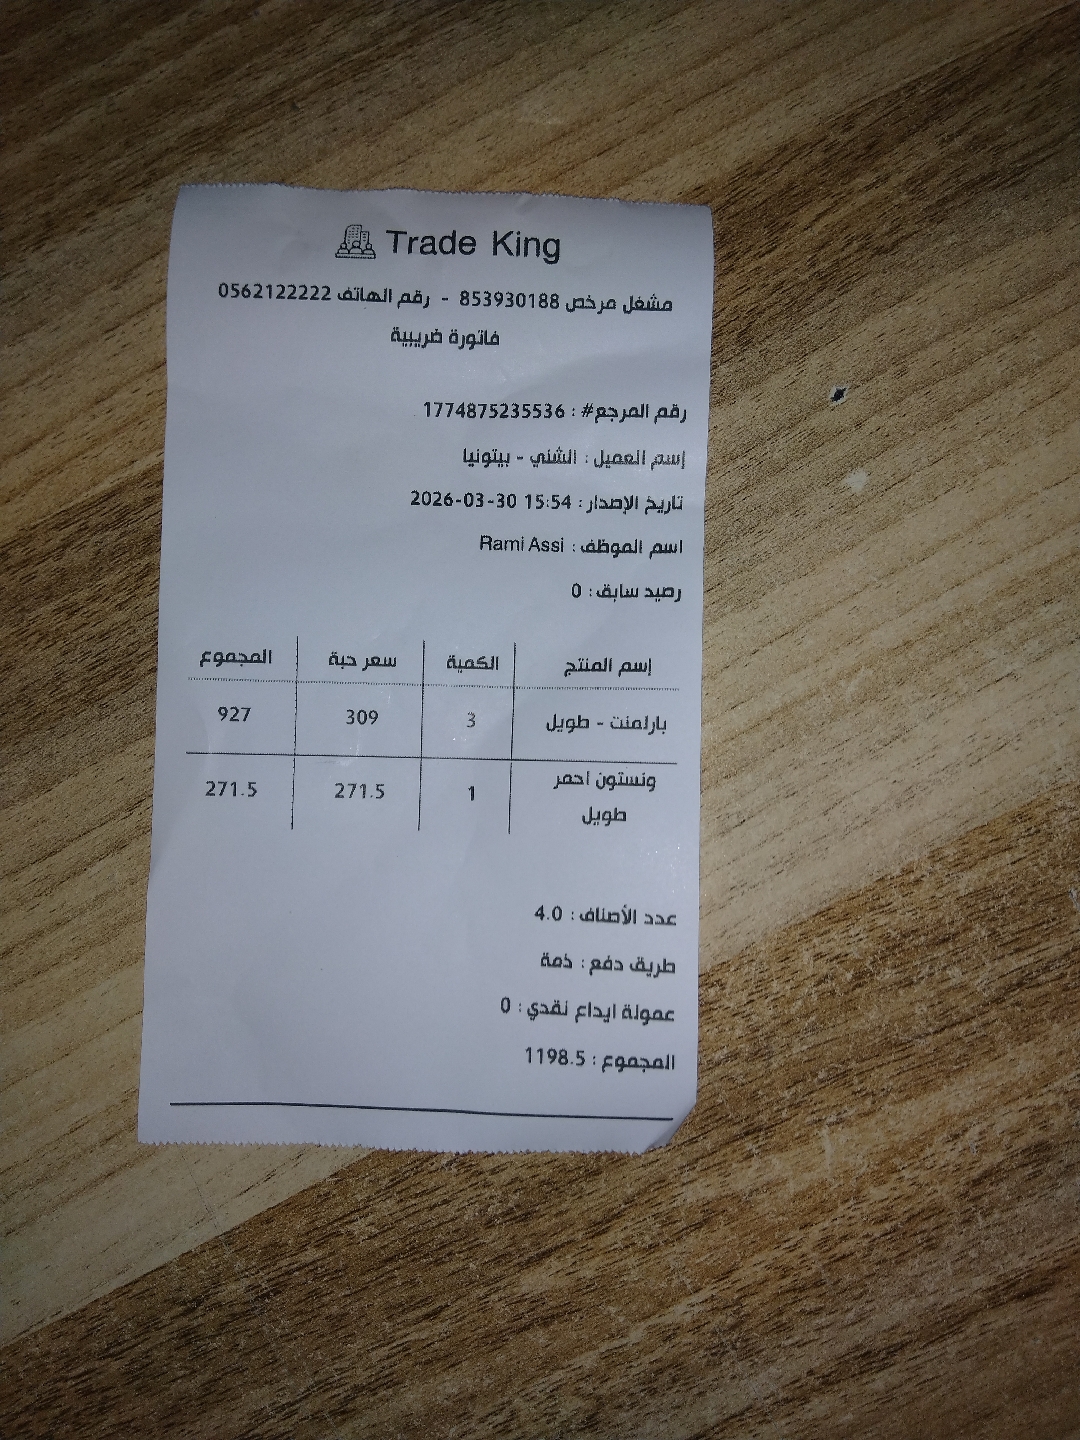 Trade King
مشغل مرخص 853930188 - رقم الهاتف 0562122222
فاتورة ضريبية
رقم المرجع# : 1774875235536
إسم العميل : الشني - بيتونيا
تاريخ الإصدار : 2026-03-30 15:54
اسم الموظف : Rami Assi
رصيد سابق : 0
إسم المنتج الكمية سعر حبة المجموع
بارلمنت - طويل 3 309 927
ونستون احمر 1 271.5 271.5
طويل
عدد الأصناف : 4.0
طريق دفع : ذمة
عمولة ايداع نقدي : 0
المجموع : 1198.5